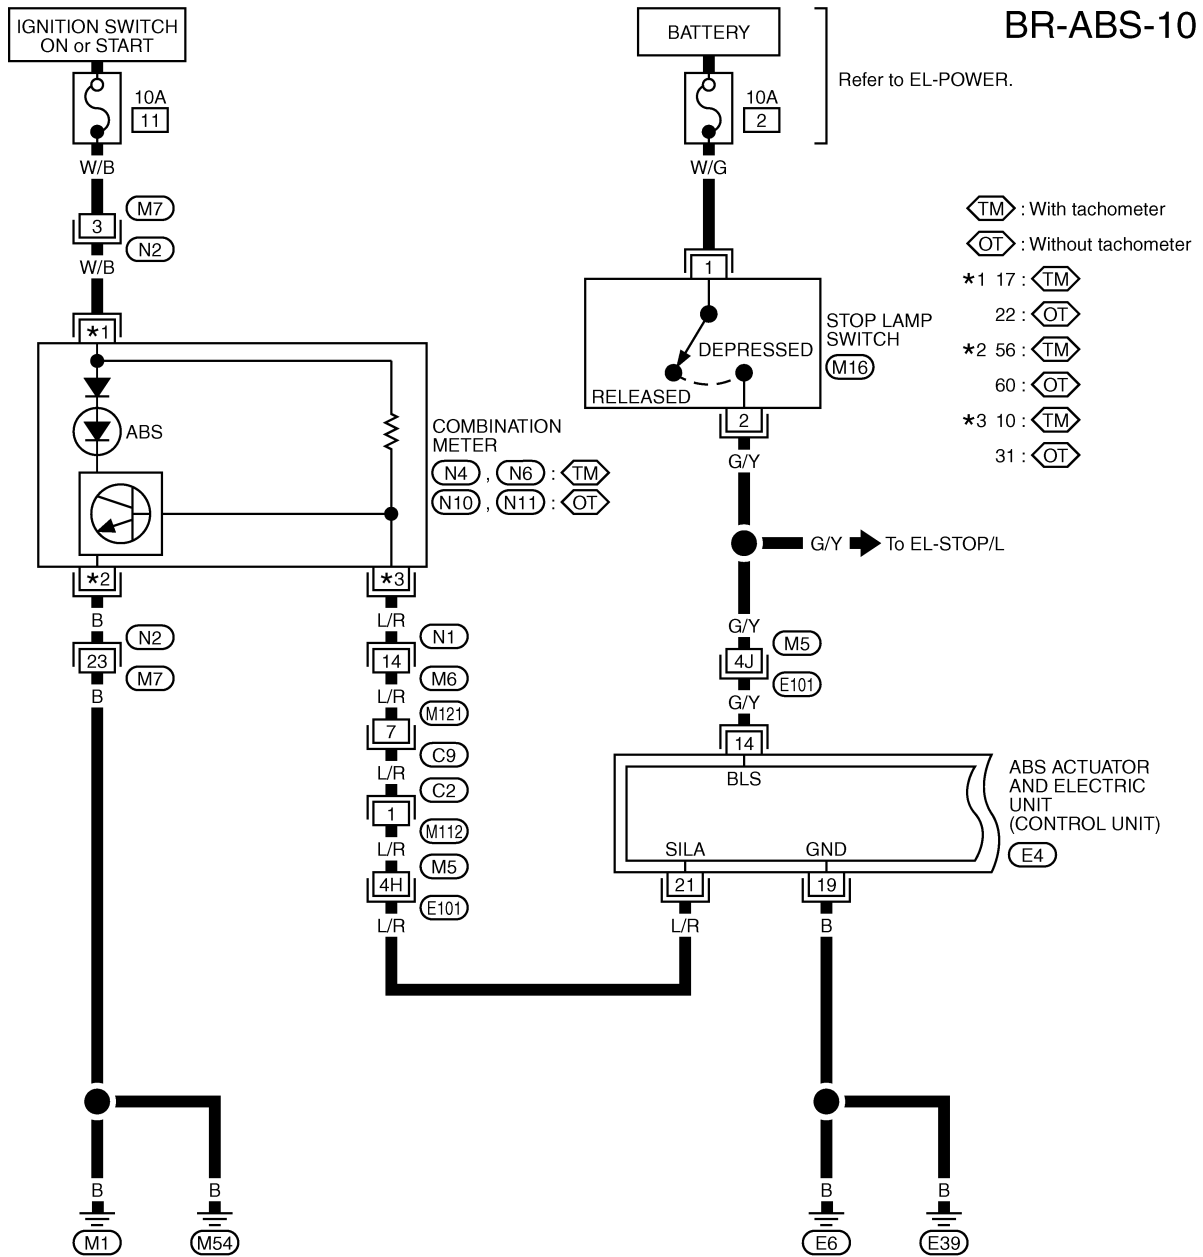 BR-ABS-10
IGNITION SWITCH
ON or START
10A
11
W/B
3
M7
N2
W/B
*1
ABS
COMBINATION
METER
N4 , N6 : TM
N10 , N11 : OT
*2
*3
B
N2
23
M7
B
L/R
N1
14
M6
L/R
M121
7
C9
L/R
C2
1
M112
L/R
M5
4H
E101
L/R
B
B
M1
M54
BATTERY
10A
2
Refer to EL-POWER.
W/G
1
STOP LAMP
SWITCH
M16
DEPRESSED
RELEASED
2
G/Y
G/Y
To EL-STOP/L
G/Y
M5
4J
E101
G/Y
14
BLS
ABS ACTUATOR
AND ELECTRIC
UNIT
(CONTROL UNIT)
E4
SILA
GND
21
19
L/R
B
B
B
E6
E39
TM : With tachometer
OT : Without tachometer
*1 17 : TM
22 : OT
*2 56 : TM
60 : OT
*3 10 : TM
31 : OT